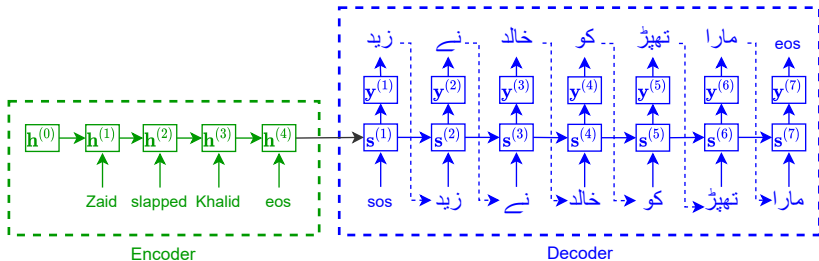 زید نے خالد کو تھپڑ مارا eos
y(1) y(2) y(3) y(4) y(5) y(6) y(7)
h(0) h(1) h(2) h(3) h(4) s(1) s(2) s(3) s(4) s(5) s(6) s(7)
Zaid slapped Khalid eos sos زید نے خالد کو تھپڑ مارا
Encoder Decoder